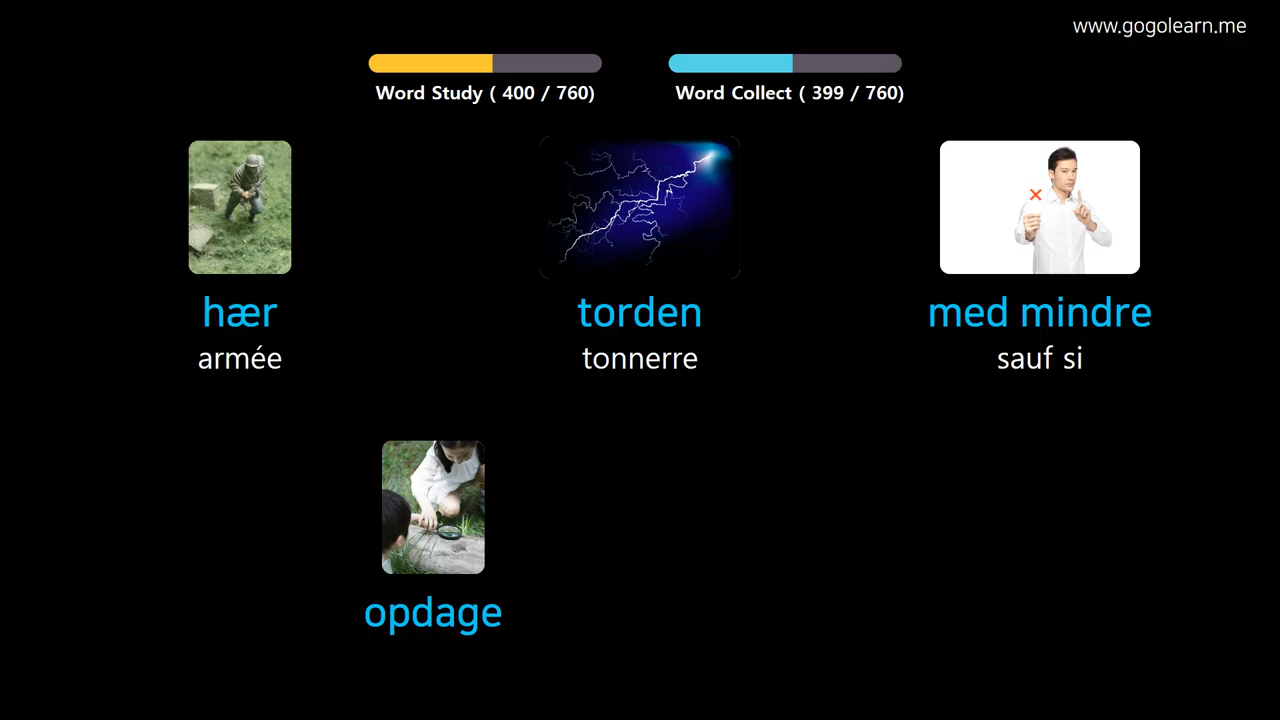 www.gogolearn.me
Word Study ( 400 / 760)
Word Collect ( 399 / 760)
hær
torden
med mindre
armée
tonnerre
sauf si
opdage